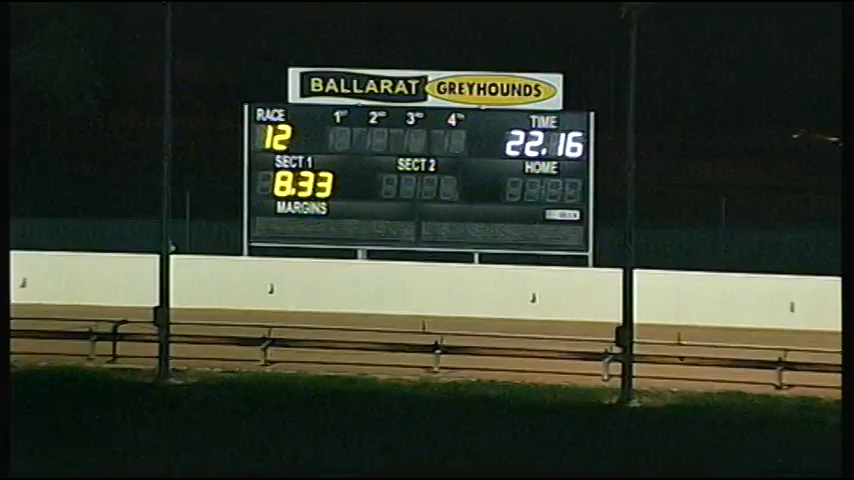 BALLARAT GREYHOUNDS
RACE 1ST 2ND 3RD 4TH TIME
12 22.16
SECT 1 SECT 2 HOME
8.33
MARGINS